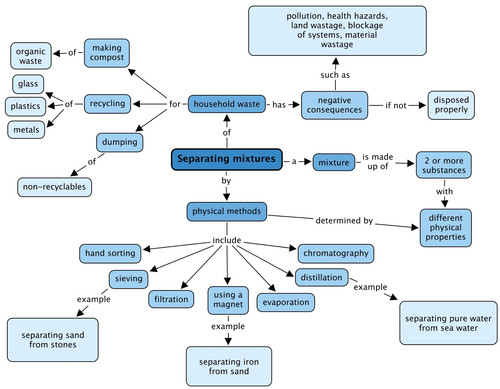 pollution, health hazards,
land wastage, blockage
of systems, material
wastage
organic
waste
of
making
compost
such as
glass
plastics
metals
of
recycling
for
household waste
has
negative
consequences
if not
disposed
properly
dumping
of
of
non-recyclables
Separating mixtures
a
mixture
is made
up of
2 or more
substances
by
with
physical methods
determined by
different
physical
properties
include
hand sorting
chromatography
sieving
distillation
filtration
using a
magnet
evaporation
example
example
example
separating sand
from stones
separating iron
from sand
separating pure water
from sea water